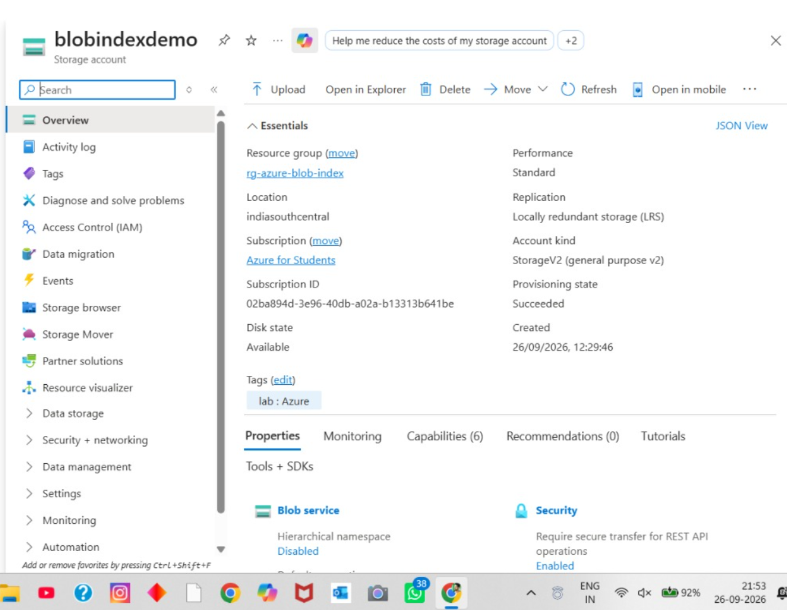 blobindexdemo
Help me reduce the costs of my storage account
+2
Storage account
Search
Upload
Open in Explorer
Delete
Move
Refresh
Open in mobile
Overview
Activity log
Tags
Diagnose and solve problems
Access Control (IAM)
Data migration
Events
Storage browser
Storage Mover
Partner solutions
Resource visualizer
Data storage
Security + networking
Data management
Settings
Monitoring
Automation
Add or remove favorites by pressing Ctrl+Shift+F
Essentials
JSON View
Resource group (move)
rg-azure-blob-index
Location
indiasouthcentral
Subscription (move)
Azure for Students
Subscription ID
02ba894d-3e96-40db-a02a-b13313b641be
Disk state
Available
Performance
Standard
Replication
Locally redundant storage (LRS)
Account kind
StorageV2 (general purpose v2)
Provisioning state
Succeeded
Created
26/09/2026, 12:29:46
Tags (edit)
lab : Azure
Properties
Monitoring
Capabilities (6)
Recommendations (0)
Tutorials
Tools + SDKs
Blob service
Hierarchical namespace
Disabled
Security
Require secure transfer for REST API
operations
Enabled
38
ENG
IN
92%
21:53
26-09-2026